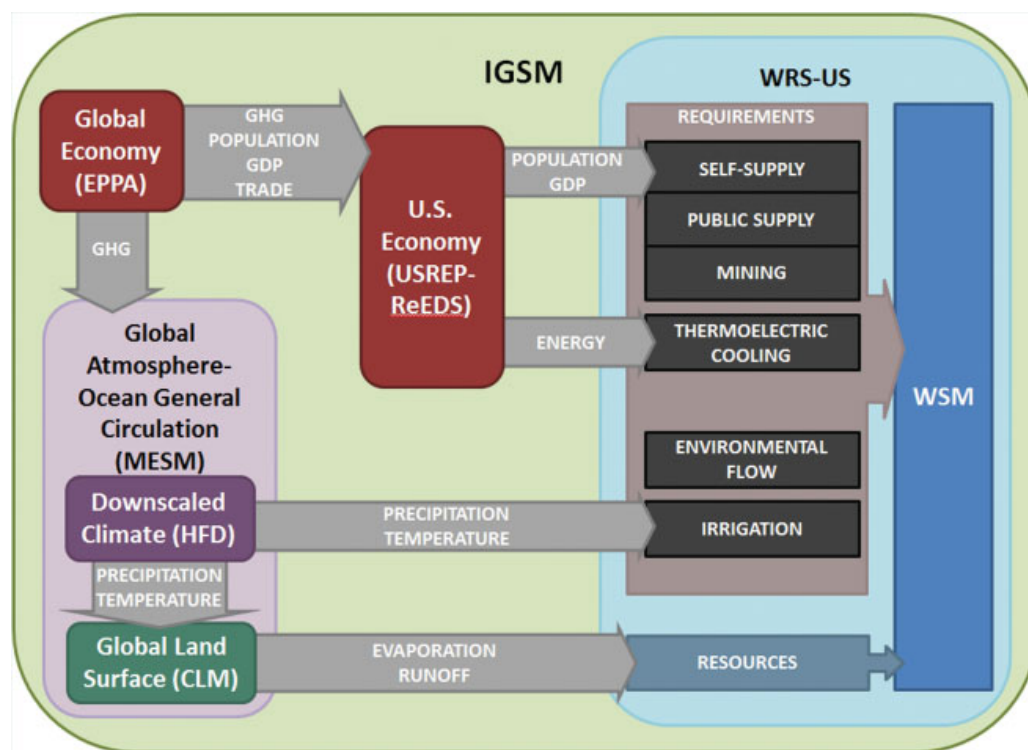 IGSM
WRS-US
Global
Economy
(EPPA)
GHG
POPULATION
GDP
TRADE
U.S.
Economy
(USREP-
ReEDS)
POPULATION
GDP
ENERGY
REQUIREMENTS
SELF-SUPPLY
PUBLIC SUPPLY
MINING
THERMOELECTRIC
COOLING
ENVIRONMENTAL
FLOW
IRRIGATION
WSM
GHG
Global
Atmosphere-
Ocean General
Circulation
(MESM)
Downscaled
Climate (HFD)
PRECIPITATION
TEMPERATURE
PRECIPITATION
TEMPERATURE
Global Land
Surface (CLM)
EVAPORATION
RUNOFF
RESOURCES